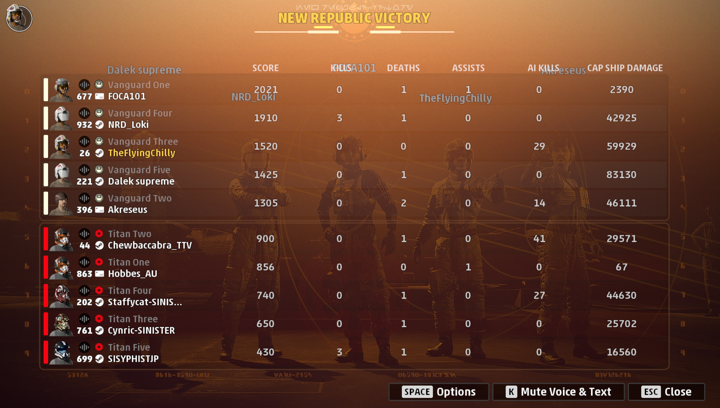 NEW REPUBLIC VICTORY
Dalek supreme
FOCA101
Akreseus
SCORE KILLS DEATHS ASSISTS AI KILLS CAP SHIP DAMAGE
NRD_Loki
TheFlyingChilly
Vanguard One
677 FOCA101 2021 0 1 1 0 2390
Vanguard Four
932 NRD_Loki 1910 3 1 0 0 42925
Vanguard Three
26 TheFlyingChilly 1520 0 0 0 29 59929
Vanguard Five
221 Dalek supreme 1425 0 1 0 0 83130
Vanguard Two
396 Akreseus 1305 0 2 0 14 46111
Titan Two
44 Chewbaccabra_TTV 900 0 1 0 41 29571
Titan One
863 Hobbes_AU 856 0 0 1 0 67
Titan Four
202 Staffycat-SINIS... 740 0 1 0 27 44630
Titan Three
761 Cynric-SINISTER 650 0 1 0 0 25702
Titan Five
699 SISYPHISTJP 430 3 1 0 0 16560
SPACE Options K Mute Voice & Text ESC Close